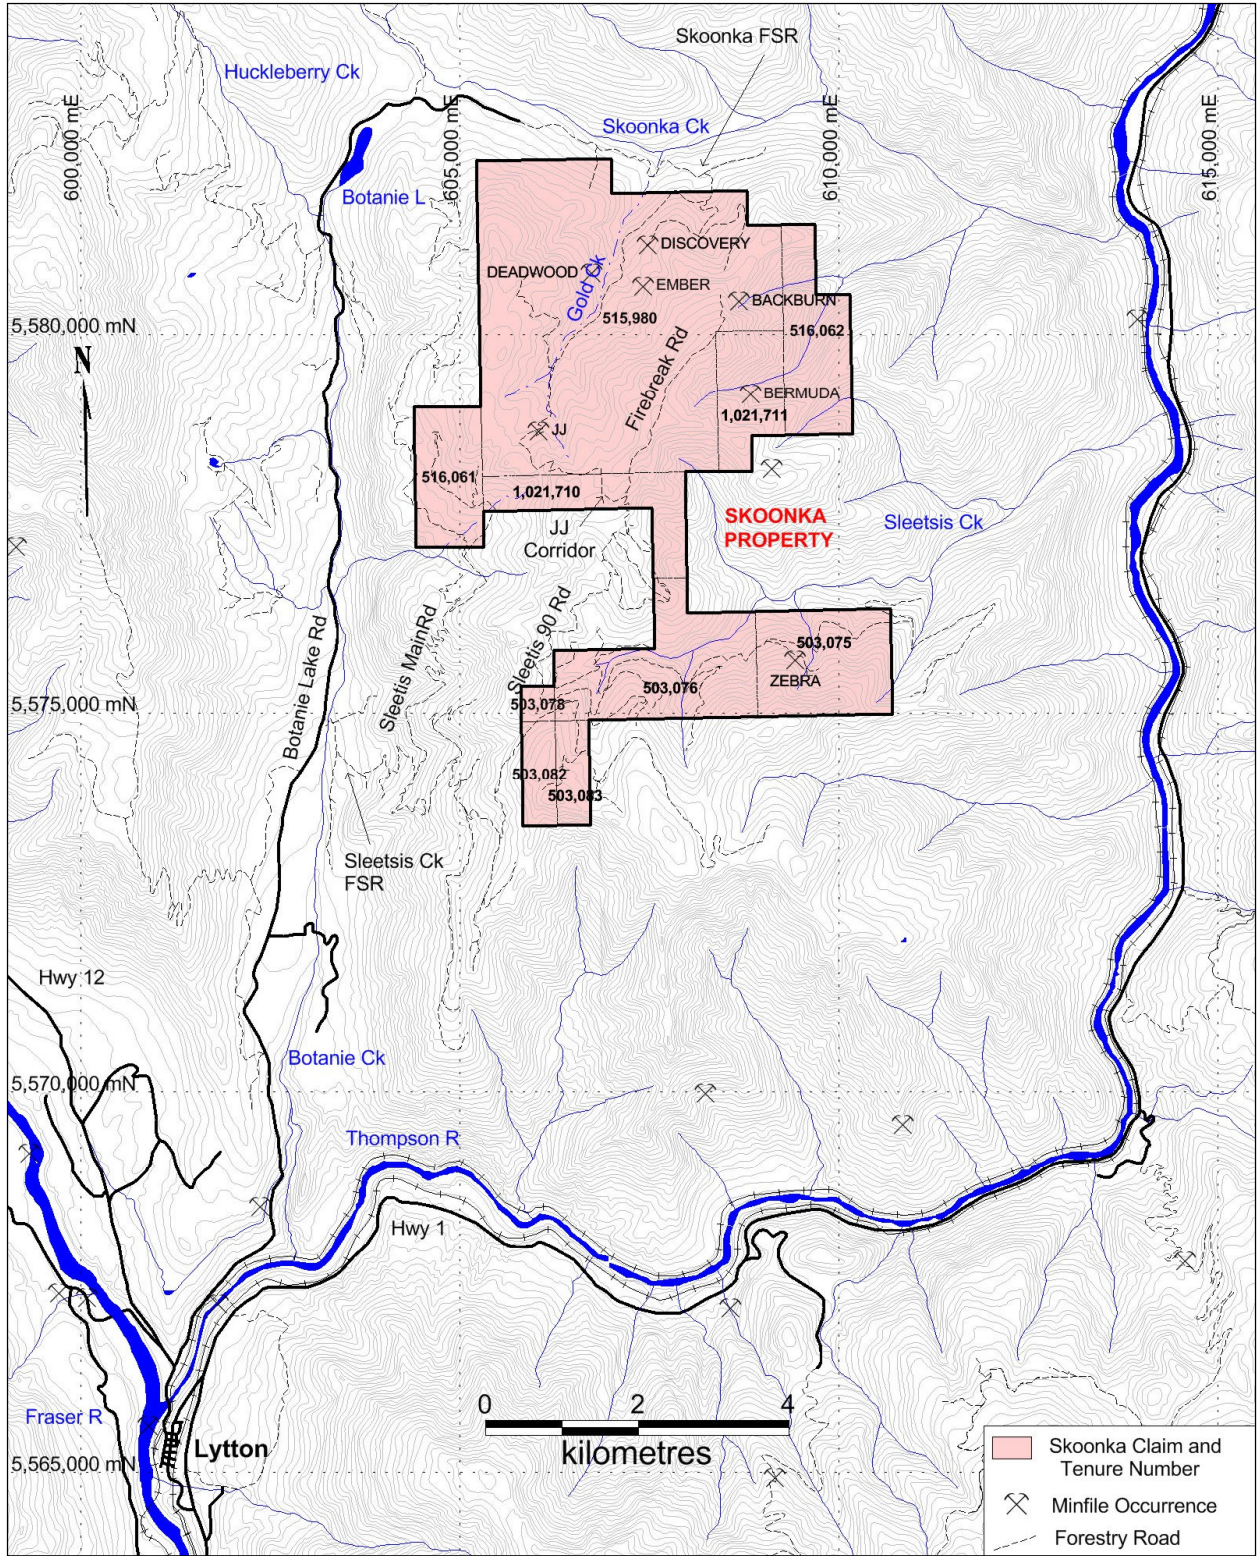 Skoonka FSR
Huckleberry Ck
600,000 mE
605,000 mE
610,000 mE
615,000 mE
Skoonka Ck
Botanie L
DISCOVERY
DEADWOOD
Gold Ck
EMBER
BACKBURN
515,980
5,580,000 mN
516,062
N
Firebreak Rd
BERMUDA
1,021,711
JJ
516,061
1,021,710
SKOONKA
PROPERTY
Sleetsis Ck
JJ
Corridor
Sleetis 90 Rd
Sleetis MainRd
Botanie Lake Rd
503,075
ZEBRA
503,076
503,078
5,575,000 mN
503,082
503,083
Sleetsis Ck
FSR
Hwy 12
Botanie Ck
5,570,000 mN
Thompson R
Hwy 1
Fraser R
Lytton
5,565,000 mN
0 2 4
kilometres
Skoonka Claim and
Tenure Number
Minfile Occurrence
Forestry Road